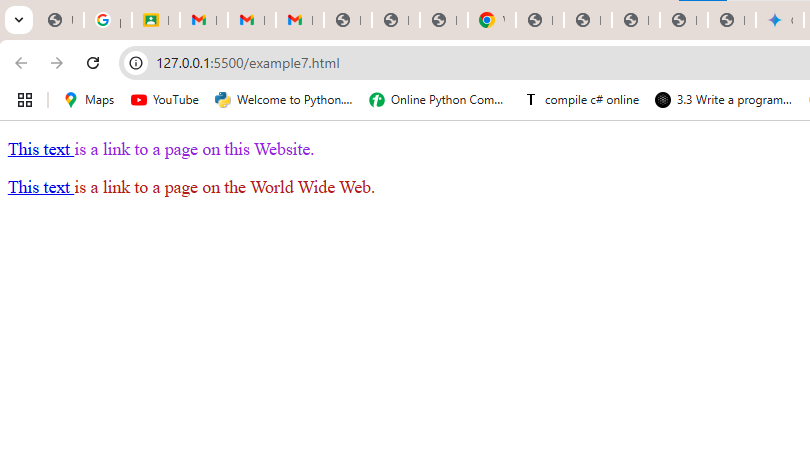 127.0.0.1:5500/example7.html
Maps YouTube Welcome to Python.... Online Python Com... T compile c# online 3.3 Write a program...
This text is a link to a page on this Website.
This text is a link to a page on the World Wide Web.